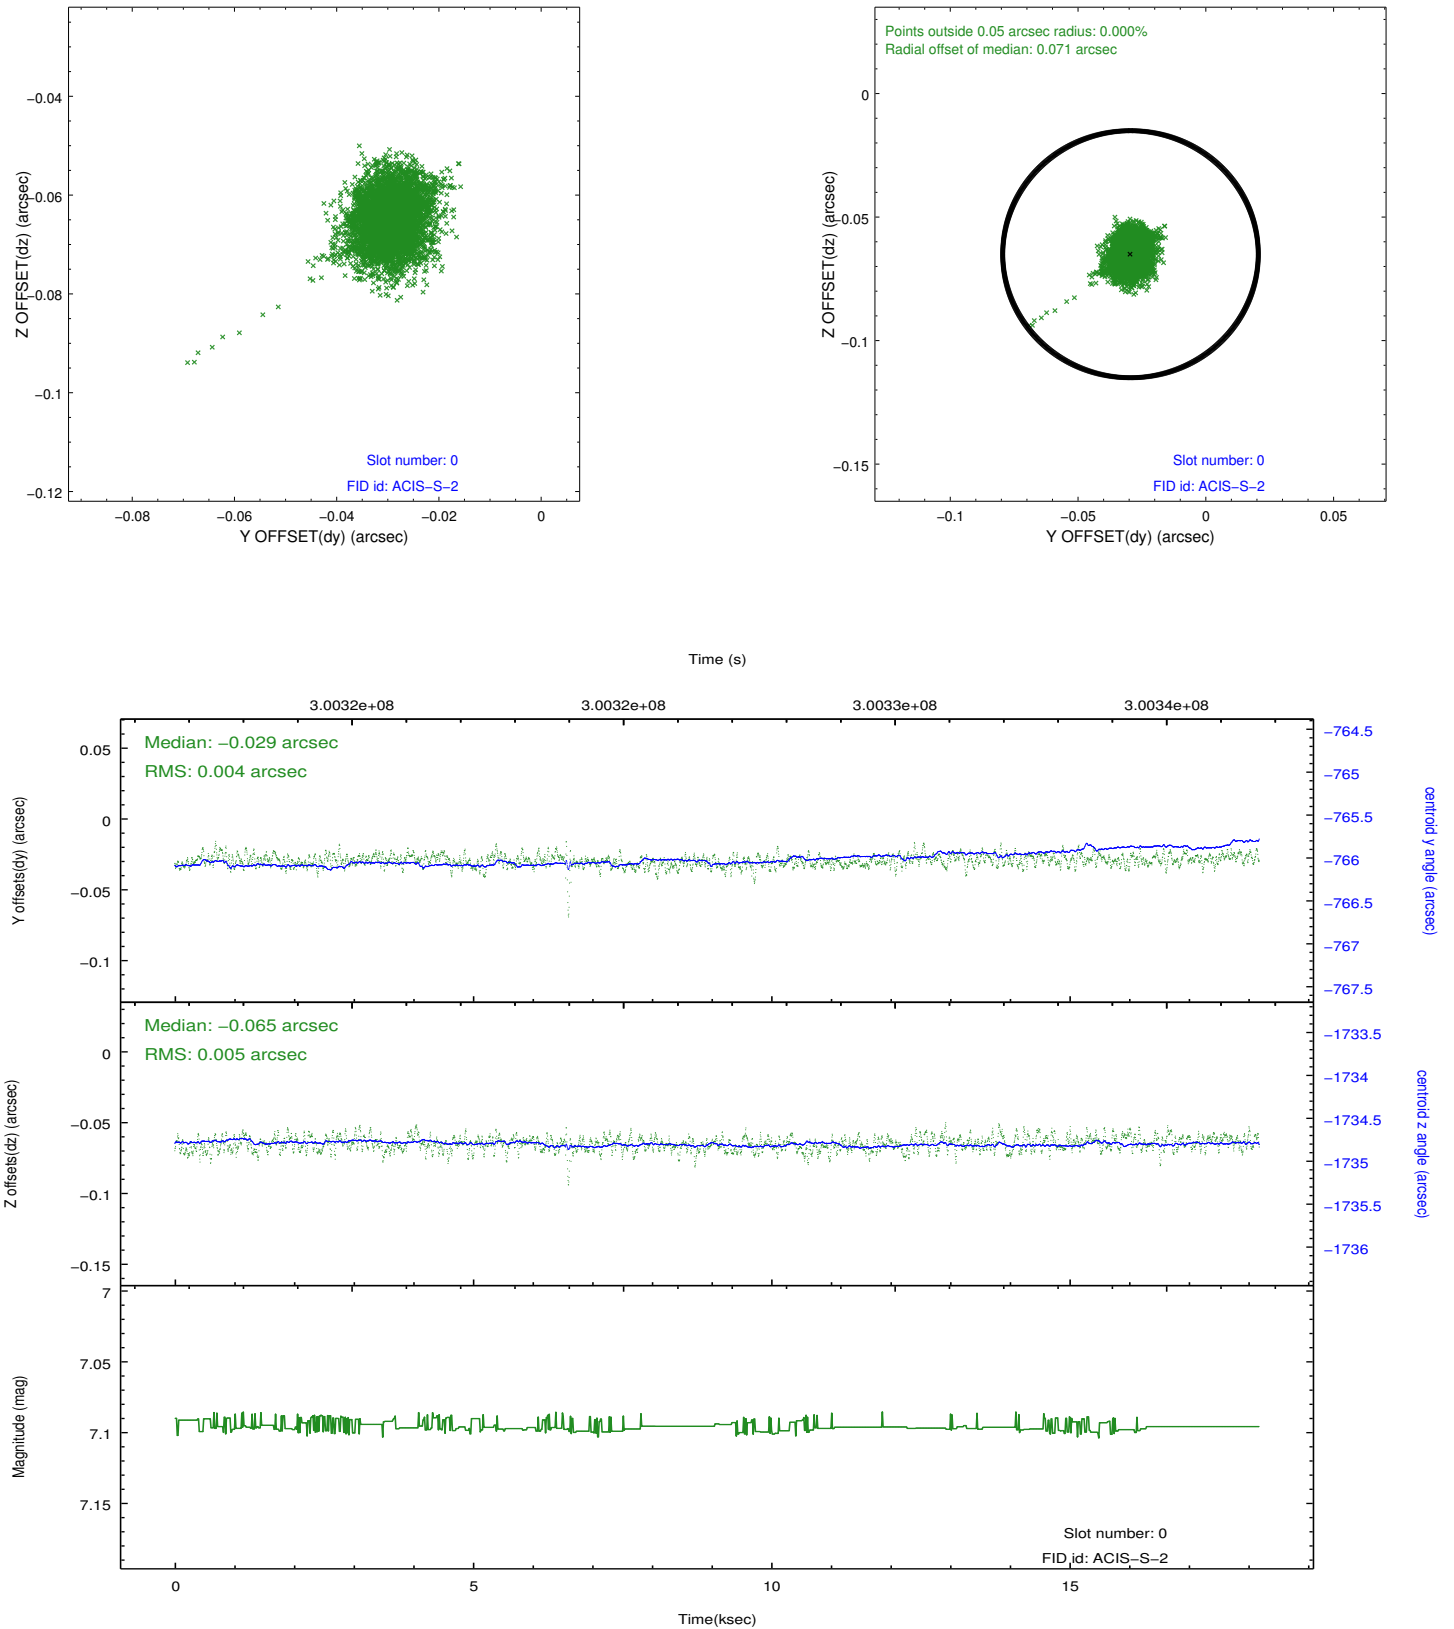 −0.04
−0.06
−0.08
−0.1
−0.12
Z OFFSET(dz) (arcsec)
Slot number: 0
FID id: ACIS−S−2
−0.08 −0.06 −0.04 −0.02 0
Y OFFSET(dy) (arcsec)
Points outside 0.05 arcsec radius: 0.000%
Radial offset of median: 0.071 arcsec
0
−0.05
−0.1
−0.15
Z OFFSET(dz) (arcsec)
Slot number: 0
FID id: ACIS−S−2
−0.1 −0.05 0 0.05
Y OFFSET(dy) (arcsec)
Time (s)
3.0032e+08 3.0032e+08 3.0033e+08 3.0034e+08
Median: −0.029 arcsec
RMS: 0.004 arcsec
0.05
0
−0.05
−0.1
Y offsets(dy) (arcsec)
−764.5
−765
−765.5
−766
−766.5
−767
−767.5
centroid y angle (arcsec)
Median: −0.065 arcsec
RMS: 0.005 arcsec
0
−0.05
−0.1
−0.15
Z offsets(dz) (arcsec)
−1733.5
−1734
−1734.5
−1735
−1735.5
−1736
centroid z angle (arcsec)
7
7.05
7.1
7.15
Magnitude (mag)
Slot number: 0
FID id: ACIS−S−2
0 5 10 15
Time(ksec)